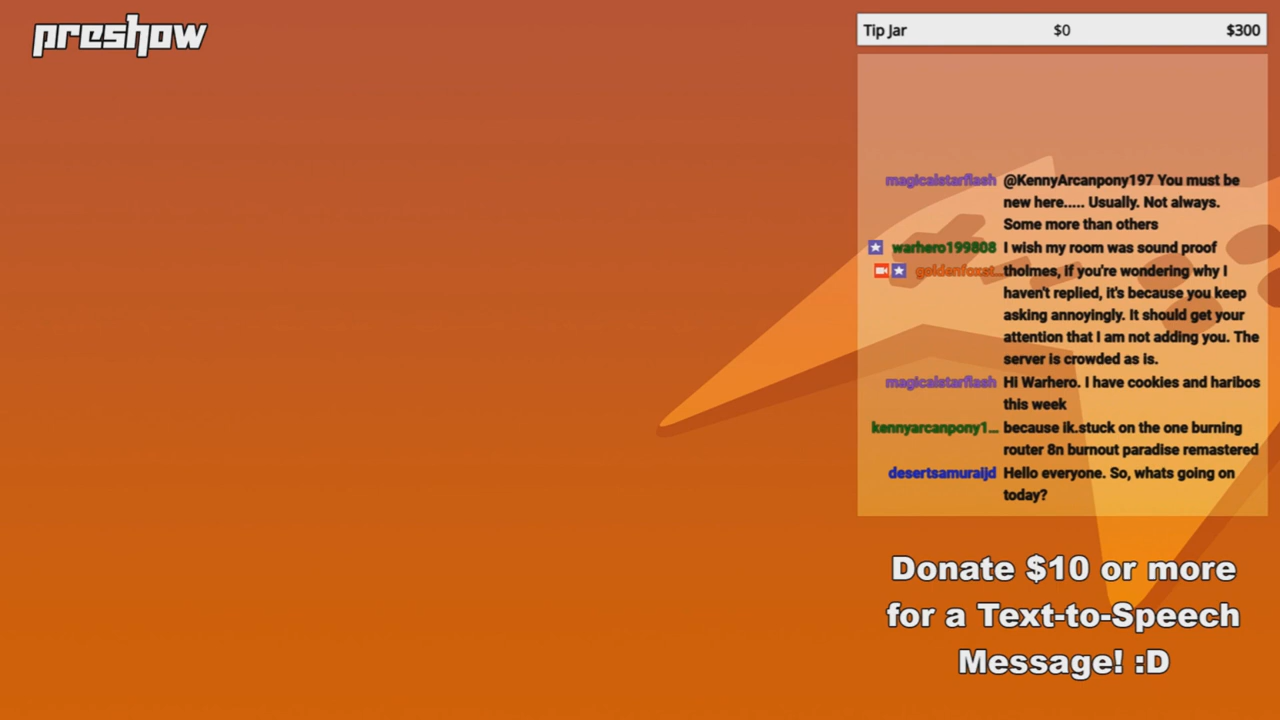 preshow
Tip Jar $0 $300
magicalstarflash @KennyArcanpony197 You must be
new here..... Usually. Not always.
Some more than others
warhero199808 I wish my room was sound proof
goldenfoxst... tholmes, if you're wondering why I
haven't replied, it's because you keep
asking annoyingly. It should get your
attention that I am not adding you. The
server is crowded as is.
magicalstarflash Hi Warhero. I have cookies and haribos
this week
kennyarcanpony1... because ik.stuck on the one burning
router 8n burnout paradise remastered
desertsamuraijd Hello everyone. So, whats going on
today?
Donate $10 or more
for a Text-to-Speech
Message! :D